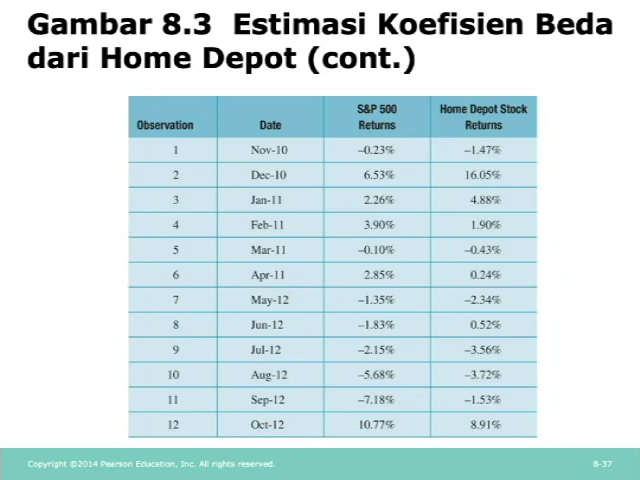 Gambar 8.3 Estimasi Koefisien Beda
dari Home Depot (cont.)
Observation Date S&P 500 Returns Home Depot Stock Returns
1 Nov-10 –0.23% –1.47%
2 Dec-10 6.53% 16.05%
3 Jan-11 2.26% 4.88%
4 Feb-11 3.90% 1.90%
5 Mar-11 –0.10% –0.43%
6 Apr-11 2.85% 0.24%
7 May-12 –1.35% –2.34%
8 Jun-12 –1.83% 0.52%
9 Jul-12 –2.15% –3.56%
10 Aug-12 –5.68% –3.72%
11 Sep-12 –7.18% –1.53%
12 Oct-12 10.77% 8.91%
Copyright ©2014 Pearson Education, Inc. All rights reserved. 8-37